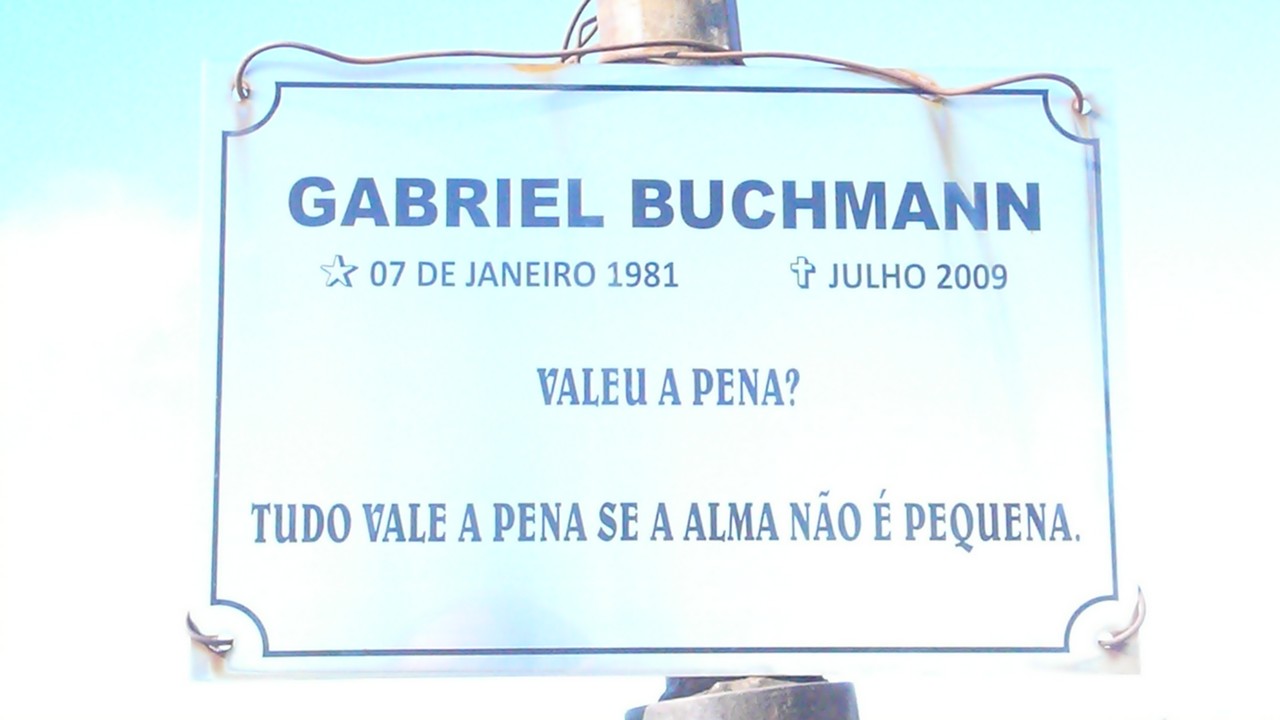 GABRIEL BUCHMANN
☆ 07 DE JANEIRO 1981 ✞ JULHO 2009
VALEU A PENA?
TUDO VALE A PENA SE A ALMA NÃO É PEQUENA.